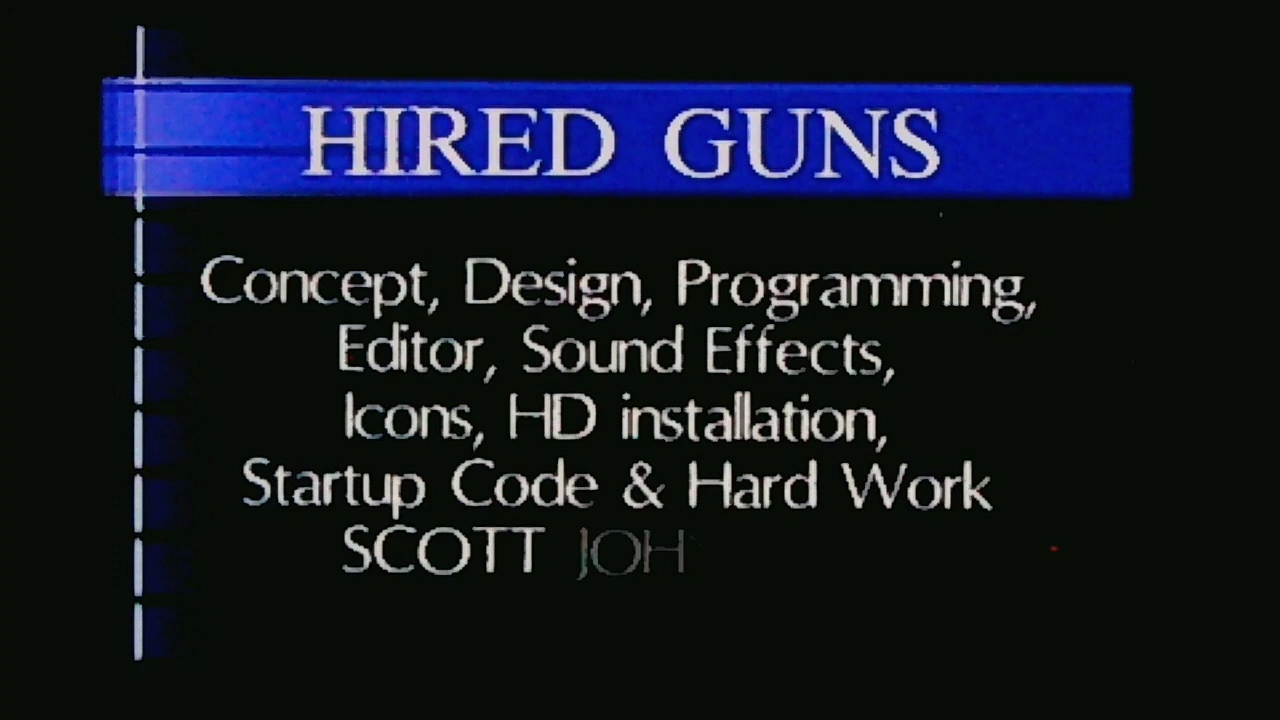 HIRED GUNS
Concept, Design, Programming,
Editor, Sound Effects,
Icons, HD installation,
Startup Code & Hard Work
SCOTT JOH